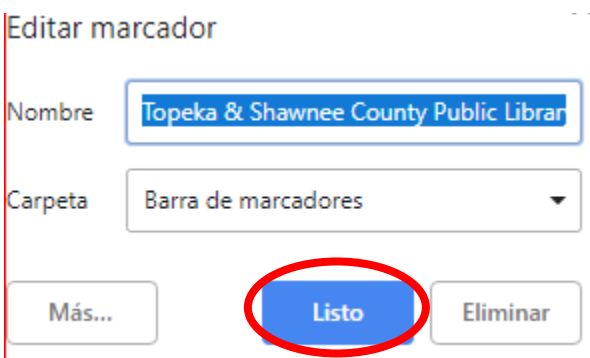 Editar marcador
Nombre Topeka & Shawnee County Public Librar
Carpeta Barra de marcadores
Más... Listo Eliminar